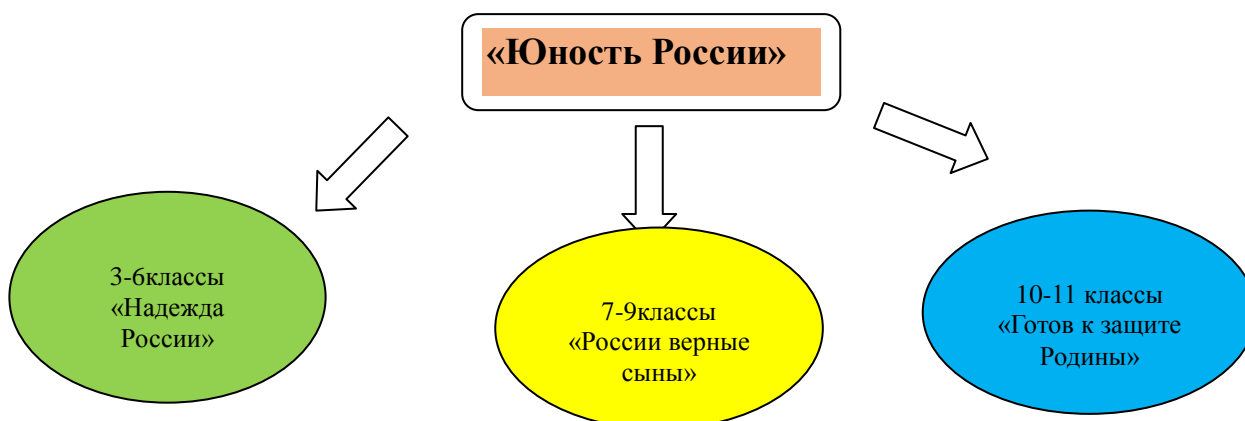 «Юность России»
3-6классы
«Надежда
России»
7-9классы
«России верные
сыны»
10-11 классы
«Готов к защите
Родины»